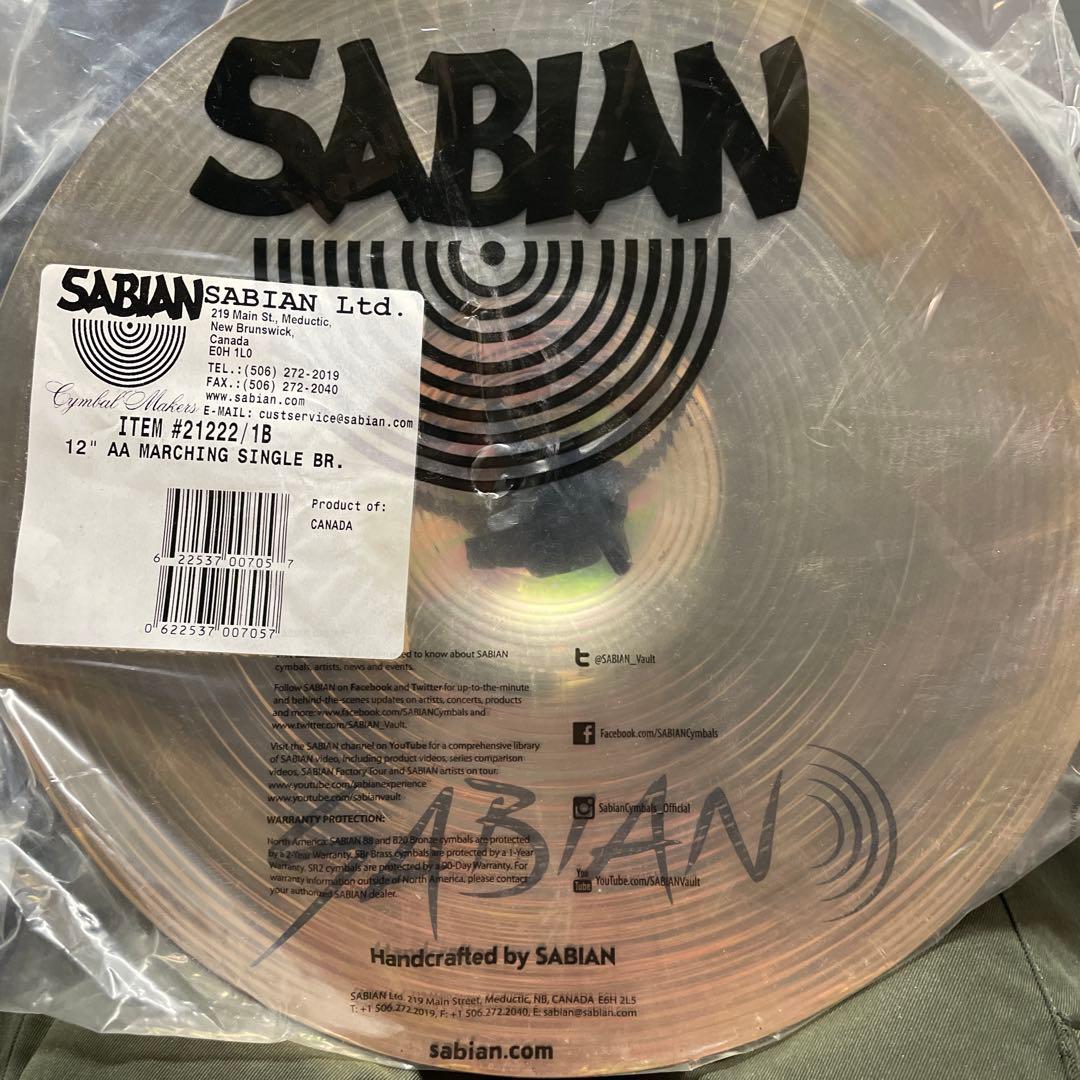 SABIAN
SABIAN
SABIAN Ltd.
219 Main St., Meductic,
New Brunswick,
Canada
E0H 1L0
TEL.:(506) 272-2019
FAX.:(506) 272-2040
www.sabian.com
Cymbal Makers
E-MAIL: custservice@sabian.com
ITEM #21222/1B
12" AA MARCHING SINGLE BR.
Product of:
CANADA
6 22537 00705 7
0 622537 007057
ed to know about SABIAN
cymbals, artists, news and events.
Follow SABIAN on Facebook and Twitter for up-to-the-minute
and behind-the-scenes updates on artists, concerts, products
and more: www.facebook.com/SABIANCymbals and
www.twitter.com/SABIAN_Vault.
Visit the SABIAN channel on YouTube for a comprehensive library
of SABIAN video, including product videos, series comparison
videos, SABIAN Factory Tour and SABIAN artists on tour:
www.youtube.com/sabianexperience
www.youtube.com/sabianvault
WARRANTY PROTECTION:
North America: SABIAN B8 and B20 Bronze cymbals are protected
by a 2-Year Warranty. SBr Brass cymbals are protected by a 1-Year
Warranty. SR2 cymbals are protected by a 90-Day Warranty. For
warranty information outside of North America, please contact
your authorized SABIAN dealer.
@SABIAN_Vault
Facebook.com/SABIANCymbals
SabianCymbals_Official
You
Tube
YouTube.com/SABIANVault
SABIAN
Handcrafted by SABIAN
SABIAN Ltd. 219 Main Street, Meductic, NB, CANADA E6H 2L5
T: +1 506.272.2019, F: +1 506.272.2040, E: sabian@sabian.com
sabian.com